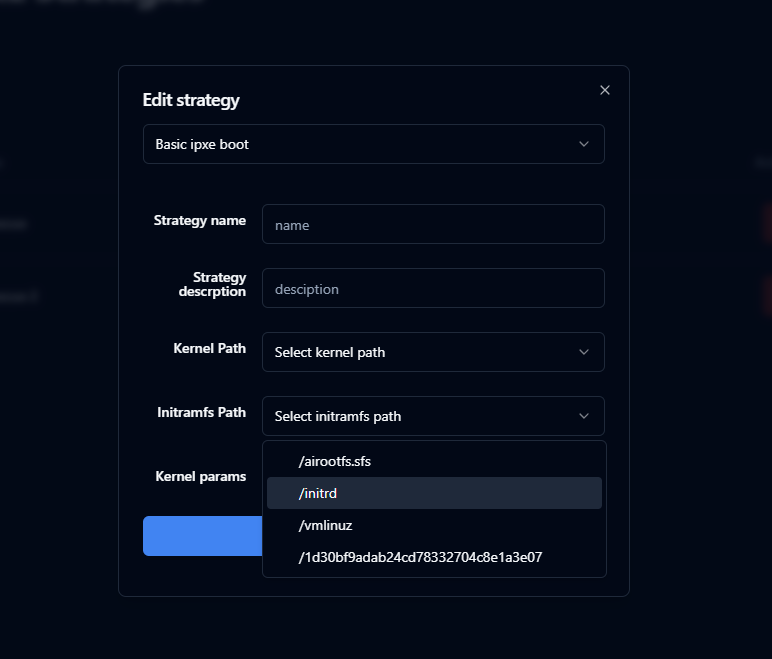 Edit strategy
Basic ipxe boot
Strategy name
name
Strategy
descrption
desciption
Kernel Path
Select kernel path
Initramfs Path
Select initramfs path
/airootfs.sfs
Kernel params
/initrd
/vmlinuz
/1d30bf9adab24cd78332704c8e1a3e07